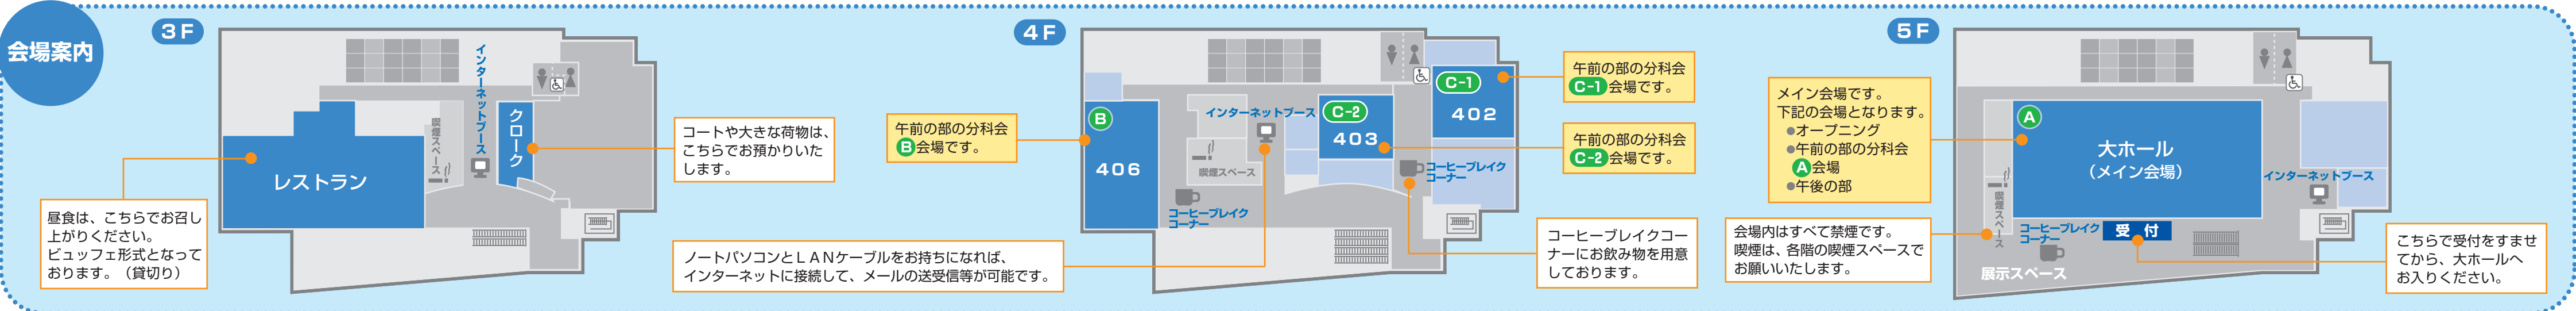 会場案内
3F
インターネットブース
喫煙スペース
クローク
レストラン
コートや大きな荷物は、
こちらでお預かりいた
します。
昼食は、こちらでお召し
上がりください。
ビュッフェ形式となって
おります。（貸切り）
4F
午前の部の分科会
B会場です。
B
406
インターネットブース
喫煙スペース
コーヒーブレイク
コーナー
C-2
403
C-1
402
コーヒーブレイク
コーナー
午前の部の分科会
C-1会場です。
午前の部の分科会
C-2会場です。
ノートパソコンとLANケーブルをお持ちになれば、
インターネットに接続して、メールの送受信等が可能です。
コーヒーブレイクコー
ナーにお飲み物を用意
しております。
5F
メイン会場です。
下記の会場となります。
●オープニング
●午前の部の分科会
A会場
●午後の部
会場内はすべて禁煙です。
喫煙は、各階の喫煙スペースで
お願いいたします。
A
大ホール
（メイン会場）
喫煙スペース
インターネットブース
コーヒーブレイク
コーナー
受付
展示スペース
こちらで受付をすませ
てから、大ホールへ
お入りください。